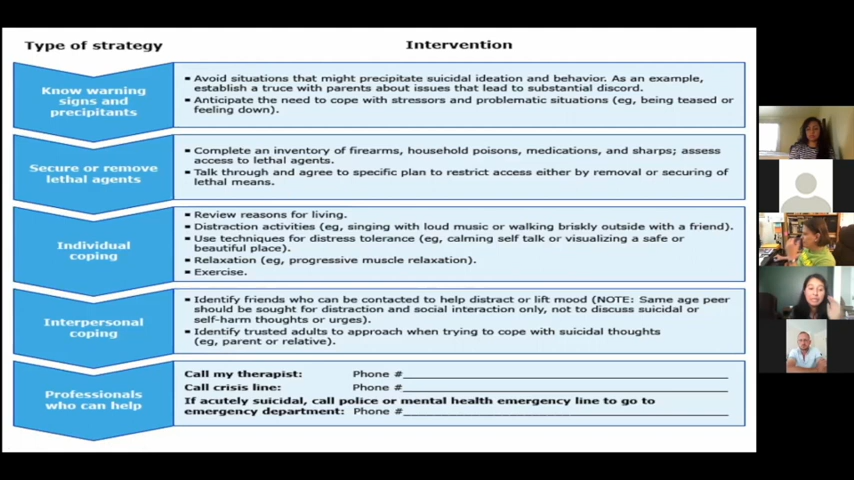 Type of strategy
Intervention
Know warning
signs and
precipitants
▪ Avoid situations that might precipitate suicidal ideation and behavior. As an example,
establish a truce with parents about issues that lead to substantial discord.
▪ Anticipate the need to cope with stressors and problematic situations (eg, being teased or
feeling down).
Secure or remove
lethal agents
▪ Complete an inventory of firearms, household poisons, medications, and sharps; assess
access to lethal agents.
▪ Talk through and agree to specific plan to restrict access either by removal or securing of
lethal means.
Individual
coping
▪ Review reasons for living.
▪ Distraction activities (eg, singing with loud music or walking briskly outside with a friend).
▪ Use techniques for distress tolerance (eg, calming self talk or visualizing a safe or
beautiful place).
▪ Relaxation (eg, progressive muscle relaxation).
▪ Exercise.
Interpersonal
coping
▪ Identify friends who can be contacted to help distract or lift mood (NOTE: Same age peer
should be sought for distraction and social interaction only, not to discuss suicidal or
self-harm thoughts or urges).
▪ Identify trusted adults to approach when trying to cope with suicidal thoughts
(eg, parent or relative).
Professionals
who can help
Call my therapist: Phone #
Call crisis line: Phone #
If acutely suicidal, call police or mental health emergency line to go to
emergency department: Phone #